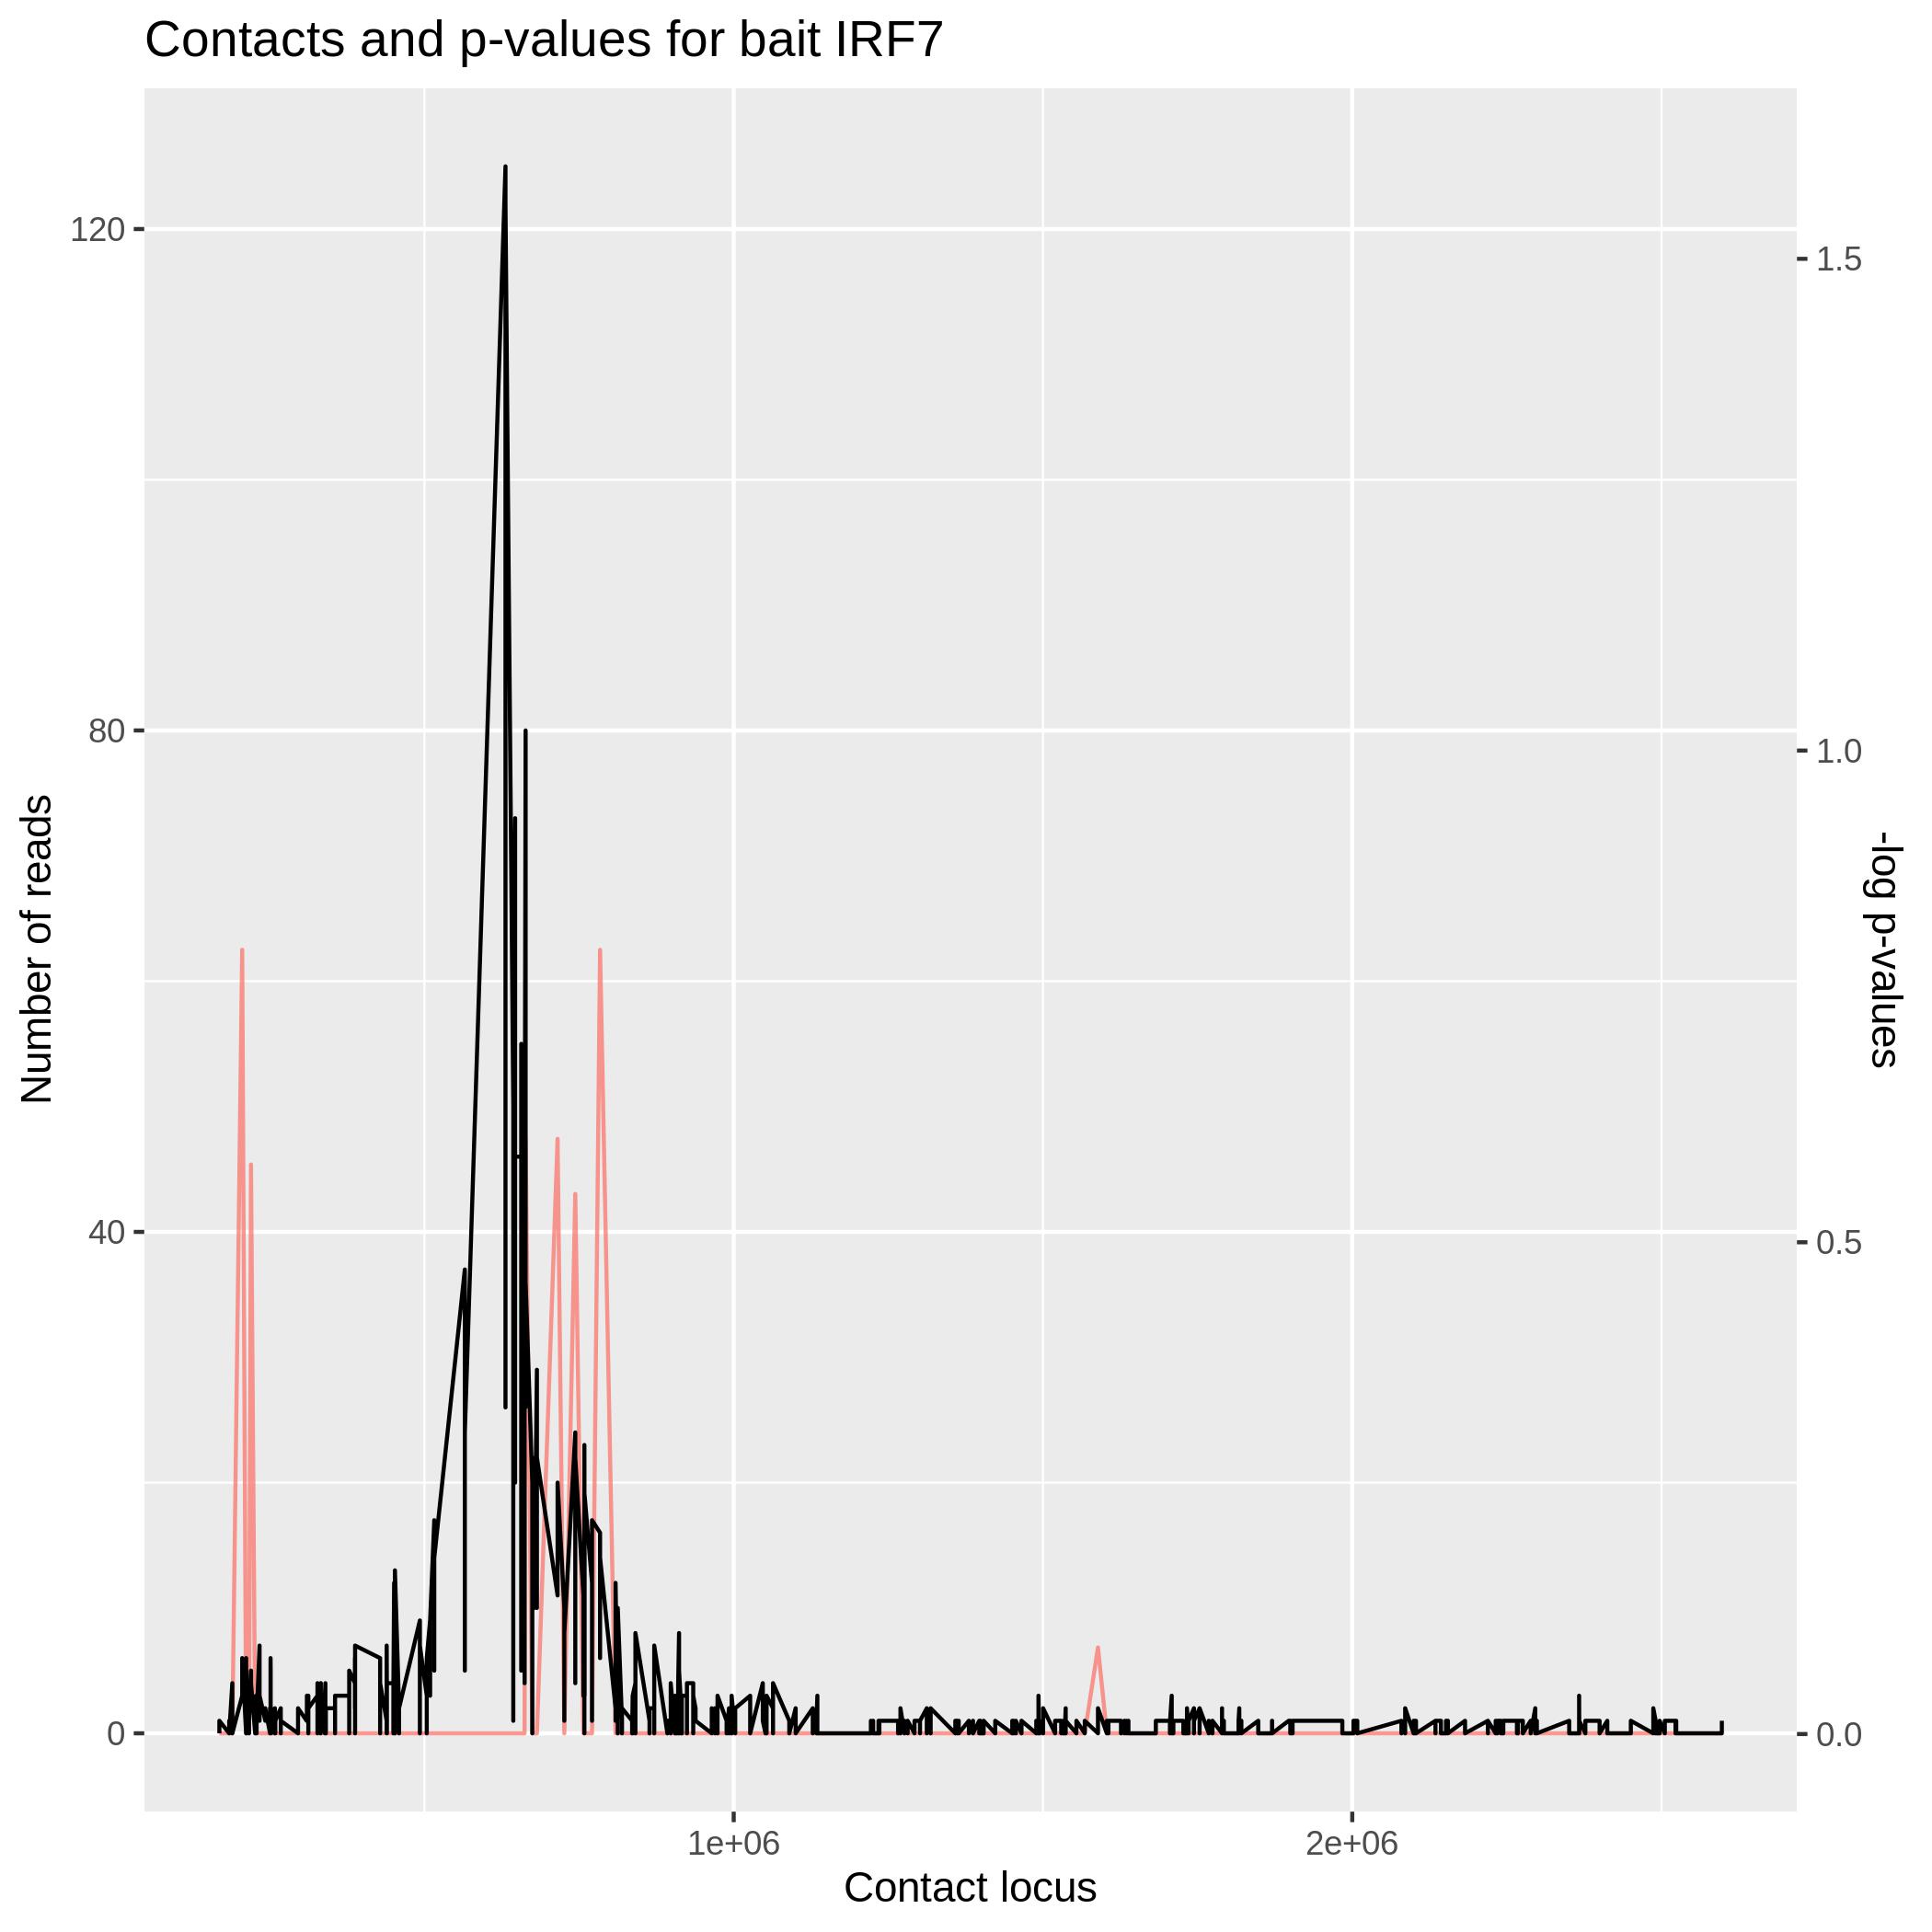 Contacts and p-values for bait IRF7
120
80
40
0
Number of reads
1.5
1.0
0.5
0.0
-log p-values
1e+06
2e+06
Contact locus